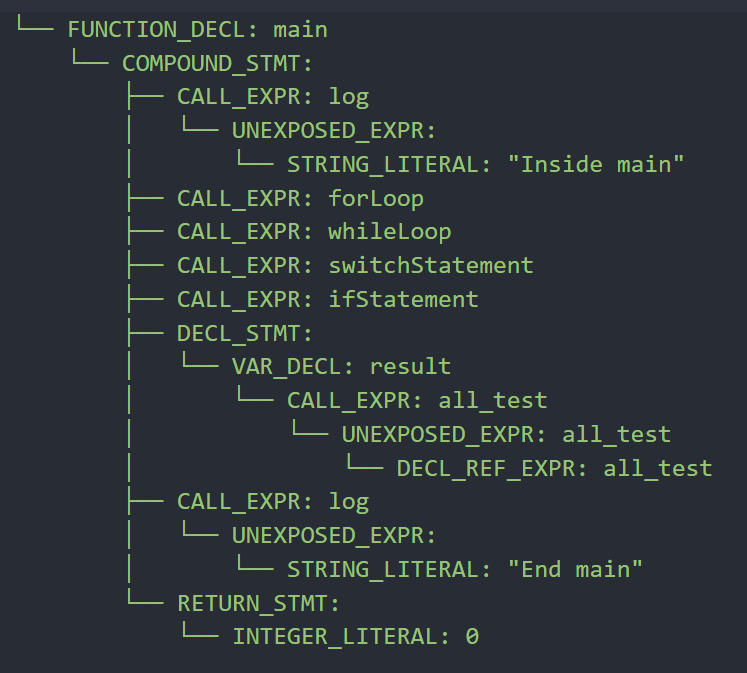 └── FUNCTION_DECL: main
    └── COMPOUND_STMT:
        ├── CALL_EXPR: log
        │   └── UNEXPOSED_EXPR:
        │       └── STRING_LITERAL: "Inside main"
        ├── CALL_EXPR: forLoop
        ├── CALL_EXPR: whileLoop
        ├── CALL_EXPR: switchStatement
        ├── CALL_EXPR: ifStatement
        ├── DECL_STMT:
        │   └── VAR_DECL: result
        │       └── CALL_EXPR: all_test
        │           └── UNEXPOSED_EXPR: all_test
        │               └── DECL_REF_EXPR: all_test
        ├── CALL_EXPR: log
        │   └── UNEXPOSED_EXPR:
        │       └── STRING_LITERAL: "End main"
        └── RETURN_STMT:
            └── INTEGER_LITERAL: 0